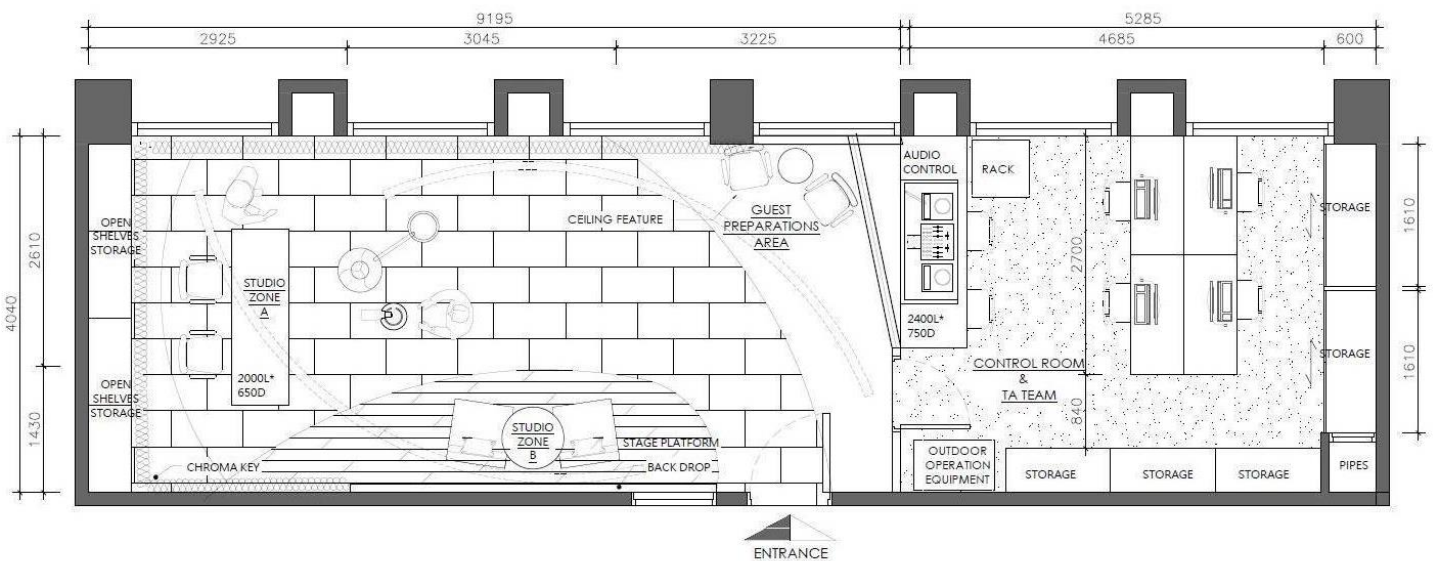 9195
5285
2925
3045
3225
4685
600
4040
2610
1430
OPEN
SHELVES
STORAGE
OPEN
SHELVES
STORAGE
STUDIO
ZONE
A
2000L*
650D
CEILING FEATURE
GUEST
PREPARATIONS
AREA
AUDIO
CONTROL
RACK
2400L*
750D
2700
840
CONTROL ROOM
&
TA TEAM
STORAGE
STORAGE
1610
1610
CHROMA KEY
STUDIO
ZONE
B
STAGE PLATFORM
BACK DROP
OUTDOOR
OPERATION
EQUIPMENT
STORAGE
STORAGE
STORAGE
PIPES
ENTRANCE